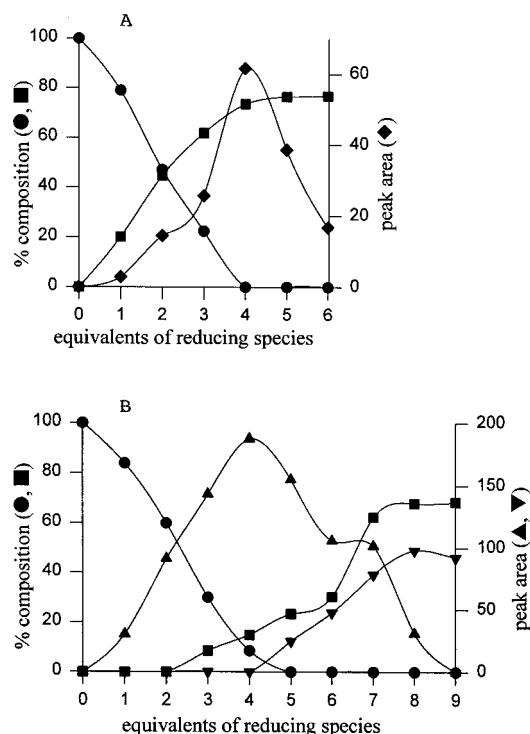 A
100
80
60
40
20
0
% composition (●, ■)
60
40
20
0
peak area (◆)
0 1 2 3 4 5 6
equivalents of reducing species
B
100
80
60
40
20
0
% composition (●, ■)
200
150
100
50
0
peak area (▲, ▼)
0 1 2 3 4 5 6 7 8 9
equivalents of reducing species